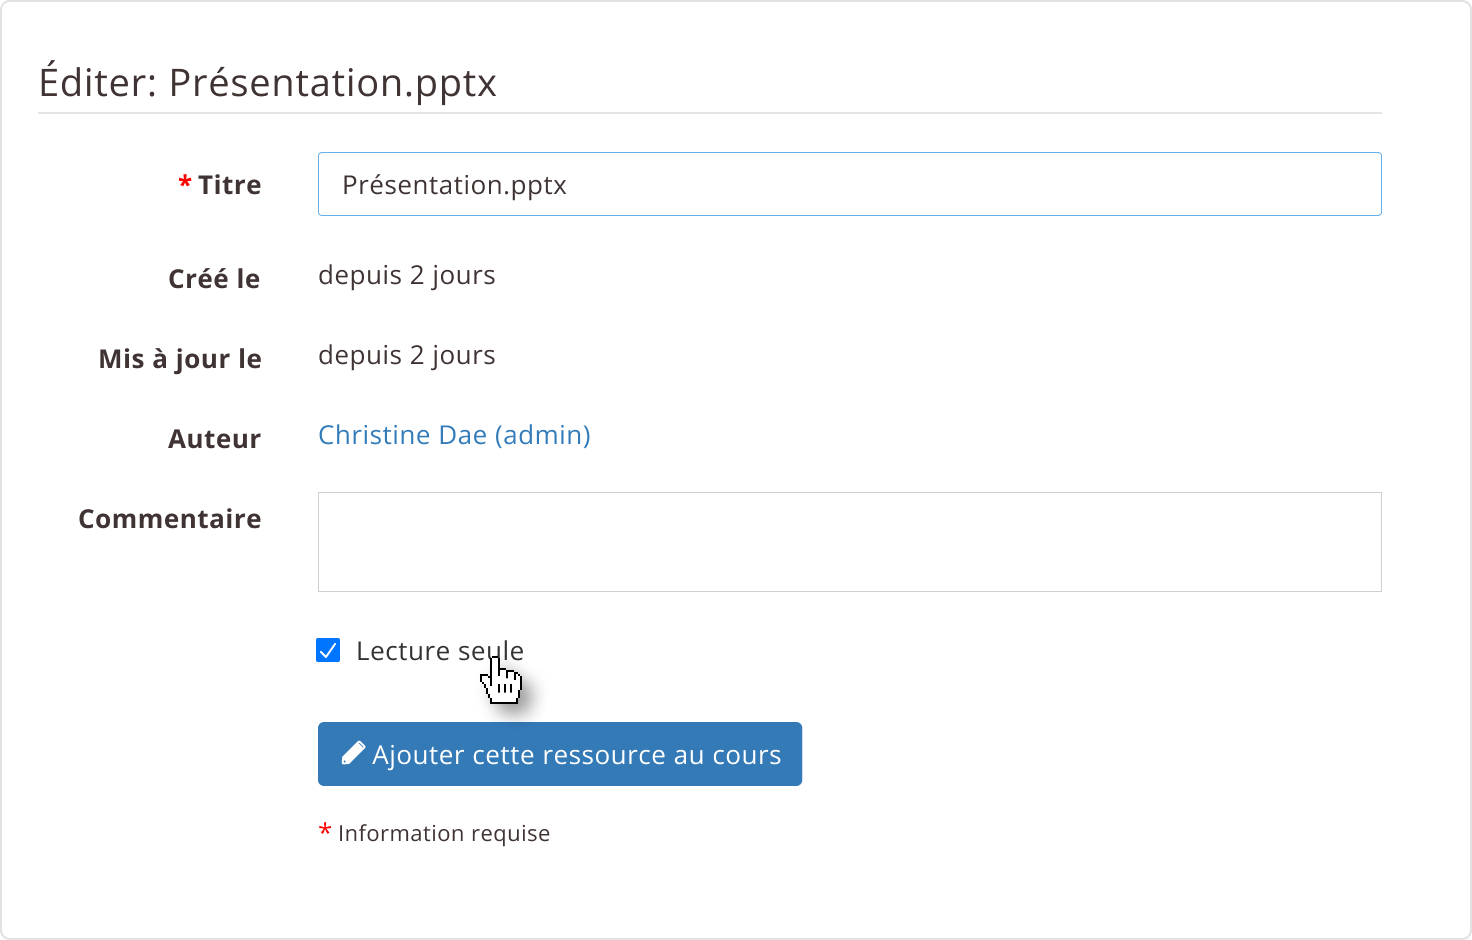 Éditer: Présentation.pptx
* Titre Présentation.pptx
Créé le depuis 2 jours
Mis à jour le depuis 2 jours
Auteur Christine Dae (admin)
Commentaire
Lecture seule
Ajouter cette ressource au cours
* Information requise